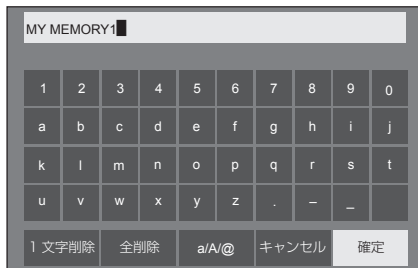 MY MEMORY1
1 2 3 4 5 6 7 8 9 0
a b c d e f g h i j
k l m n o p q r s t
u v w x y z . – _
1 文字削除 全削除 a/A/@ キャンセル 確定